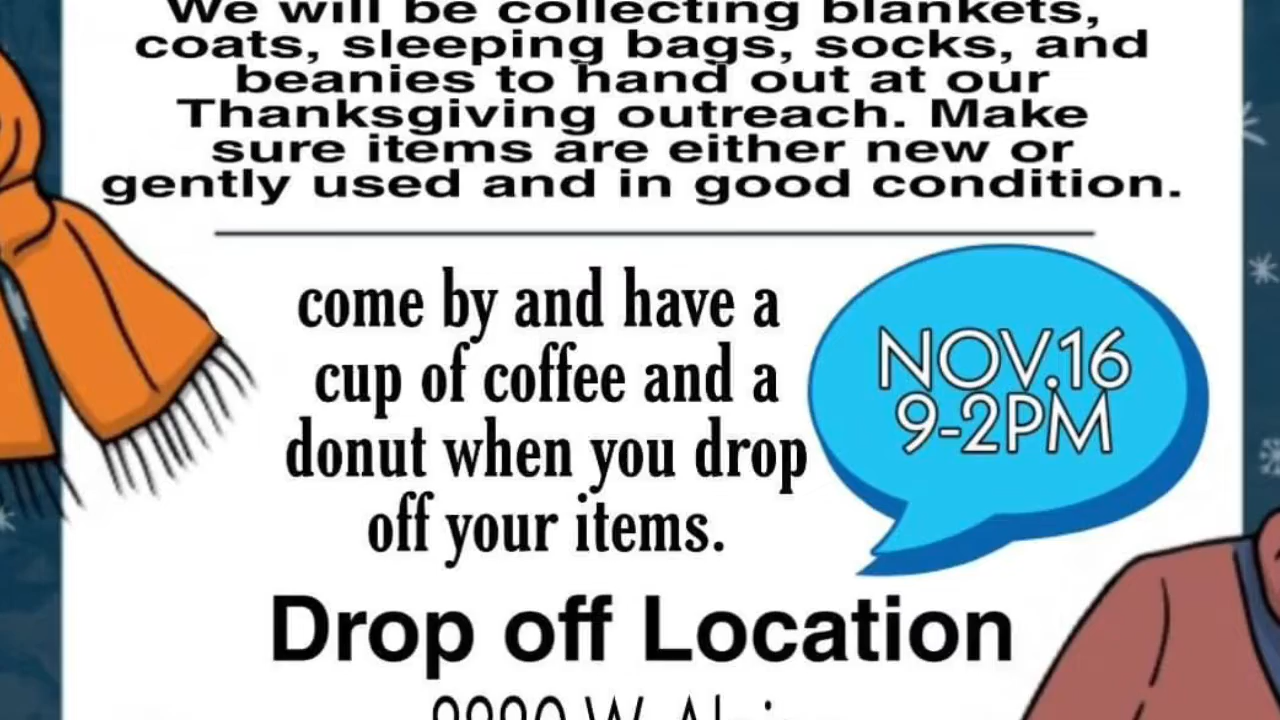 We will be collecting blankets,
coats, sleeping bags, socks, and
beanies to hand out at our
Thanksgiving outreach. Make
sure items are either new or
gently used and in good condition.
come by and have a
cup of coffee and a
donut when you drop
off your items.
NOV.16
9-2PM
Drop off Location
W.